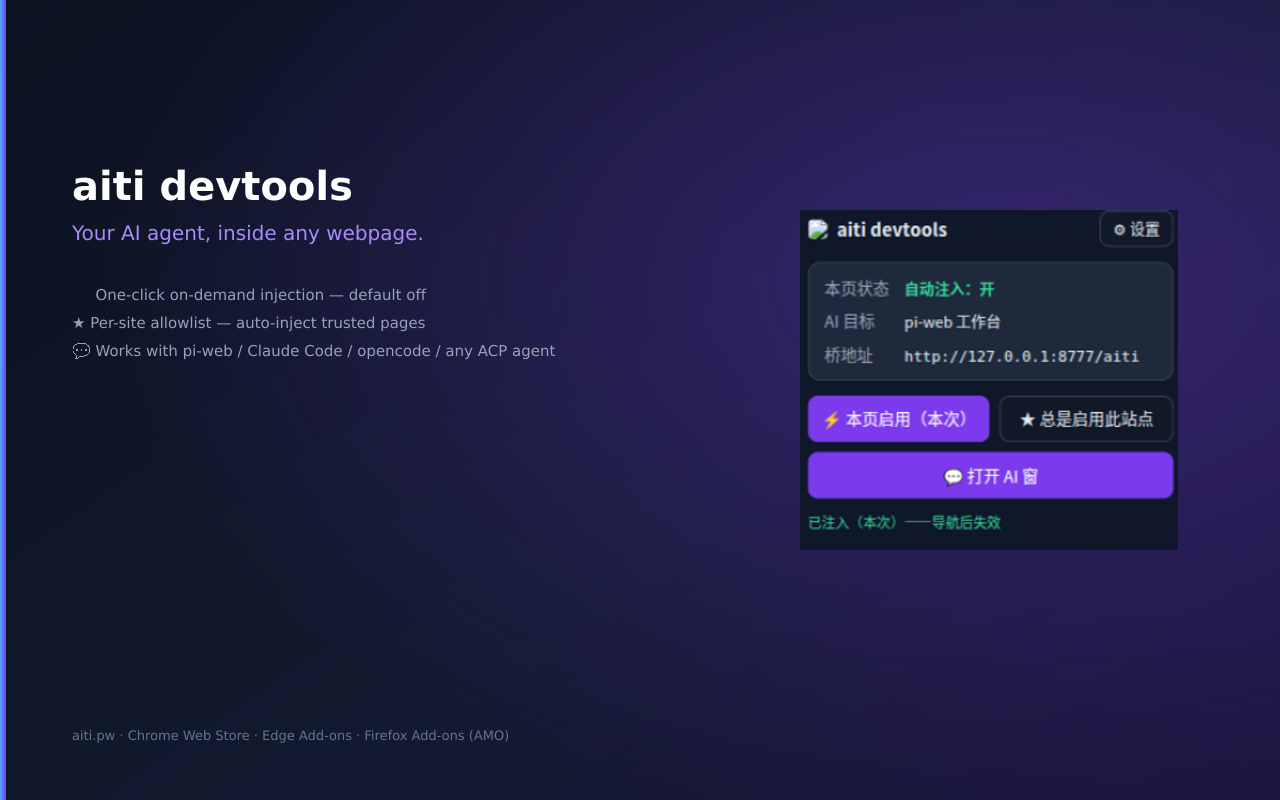 aiti devtools
Your AI agent, inside any webpage.
One-click on-demand injection — default off
★ Per-site allowlist — auto-inject trusted pages
💬 Works with pi-web / Claude Code / opencode / any ACP agent
aiti devtools
⚙ 设置
本页状态 自动注入：开
AI 目标 pi-web 工作台
桥地址 http://127.0.0.1:8777/aiti
⚡ 本页启用（本次）
★ 总是启用此站点
💬 打开 AI 窗
已注入（本次）——导航后失效
aiti.pw · Chrome Web Store · Edge Add-ons · Firefox Add-ons (AMO)